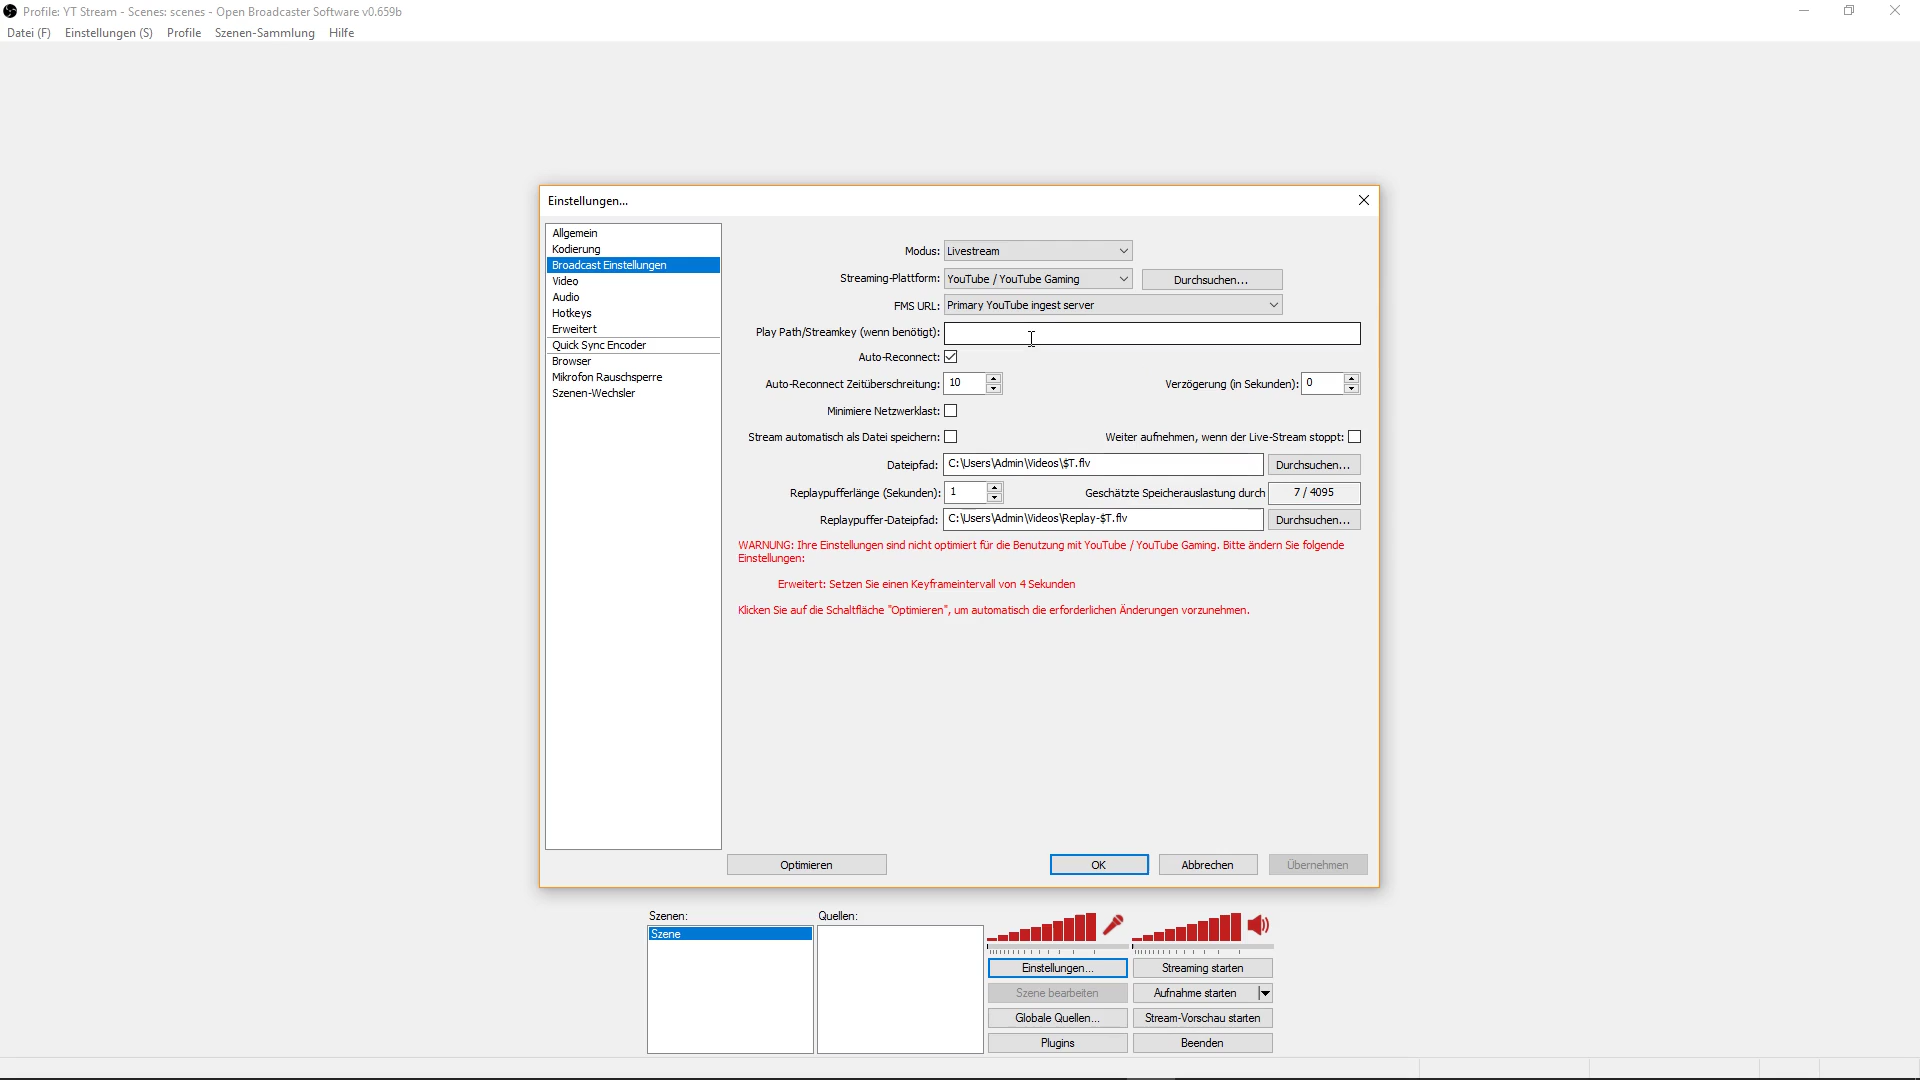 Profile: YT Stream - Scenes: scenes - Open Broadcaster Software v0.659b
Datei (F) Einstellungen (S) Profile Szenen-Sammlung Hilfe
Einstellungen...
Allgemein
Kodierung
Broadcast Einstellungen
Video
Audio
Hotkeys
Erweitert
Quick Sync Encoder
Browser
Mikrofon Rauschsperre
Szenen-Wechsler
Modus: Livestream
Streaming-Plattform: YouTube / YouTube Gaming Durchsuchen...
FMS URL: Primary YouTube ingest server
Play Path/Streamkey (wenn benötigt):
Auto-Reconnect:
Auto-Reconnect Zeitüberschreitung: 10 Verzögerung (in Sekunden): 0
Minimiere Netzwerklast:
Stream automatisch als Datei speichern: Weiter aufnehmen, wenn der Live-Stream stoppt:
Dateipfad: C:\Users\Admin\Videos\$T.flv Durchsuchen...
Replaypufferlänge (Sekunden): 1 Geschätzte Speicherauslastung durch 7 / 4095
Replaypuffer-Dateipfad: C:\Users\Admin\Videos\Replay-$T.flv Durchsuchen...
WARNUNG: Ihre Einstellungen sind nicht optimiert für die Benutzung mit YouTube / YouTube Gaming. Bitte ändern Sie folgende
Einstellungen:
Erweitert: Setzen Sie einen Keyframeintervall von 4 Sekunden
Klicken Sie auf die Schaltfläche "Optimieren", um automatisch die erforderlichen Änderungen vorzunehmen.
Optimieren OK Abbrechen Übernehmen
Szenen: Quellen:
Szene
Einstellungen... Streaming starten
Szene bearbeiten Aufnahme starten
Globale Quellen... Stream-Vorschau starten
Plugins Beenden